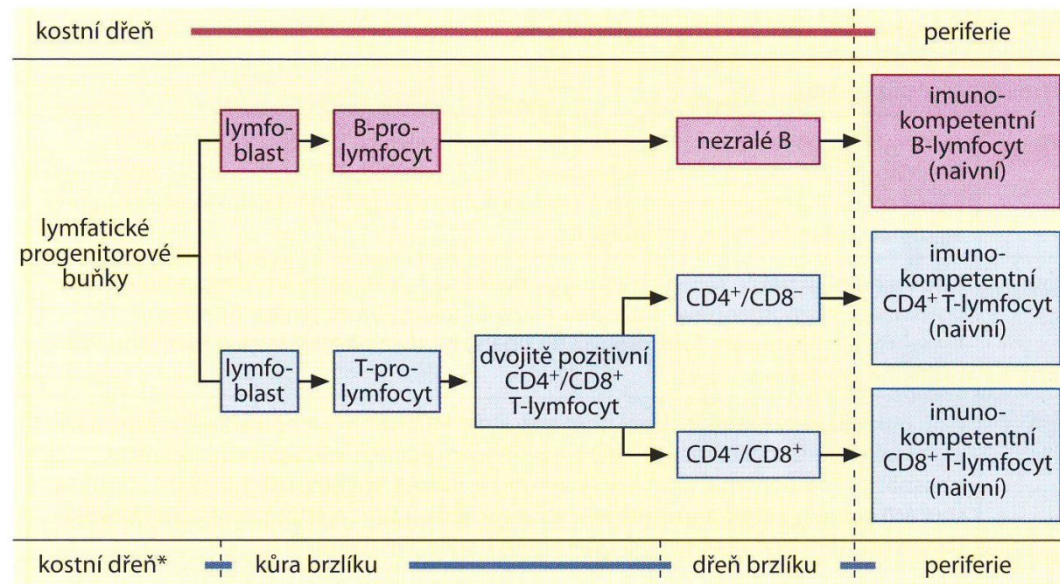 kostní dřeň periferie
lymfo-
blast
B-pro-
lymfocyt
nezralé B
imuno-
kompetentní
B-lymfocyt
(naivní)
lymfatické
progenitorové
buňky
lymfo-
blast
T-pro-
lymfocyt
dvojitě pozitivní
CD4⁺/CD8⁺
T-lymfocyt
CD4⁺/CD8⁻
imuno-
kompetentní
CD4⁺ T-lymfocyt
(naivní)
CD4⁻/CD8⁺
imuno-
kompetentní
CD8⁺ T-lymfocyt
(naivní)
kostní dřeň* kůra brzlíku dřeň brzlíku periferie